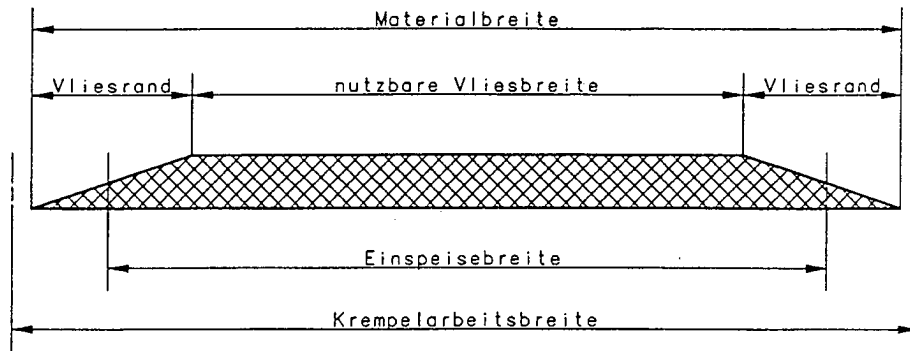 Materialbreite
Vliesrand nutzbare Vliesbreite Vliesrand
Einspeisebreite
Krempelarbeitsbreite